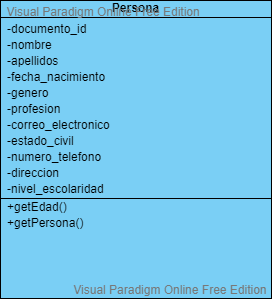 Visual Paradigm Online Free Edition
Persona
-documento_id
-nombre
-apellidos
-fecha_nacimiento
-genero
-profesion
-correo_electronico
-estado_civil
-numero_telefono
-direccion
-nivel_escolaridad
+getEdad()
+getPersona()
Visual Paradigm Online Free Edition